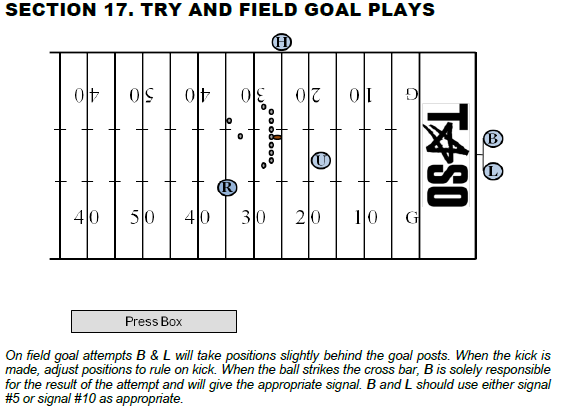 SECTION 17. TRY AND FIELD GOAL PLAYS
H
40 50 40 30 20 10 G
TASO
B
U
L
R
40 50 40 30 20 10 G
Press Box
On field goal attempts B & L will take positions slightly behind the goal posts. When the kick is
made, adjust positions to rule on kick. When the ball strikes the cross bar, B is solely responsible
for the result of the attempt and will give the appropriate signal. B and L should use either signal
#5 or signal #10 as appropriate.